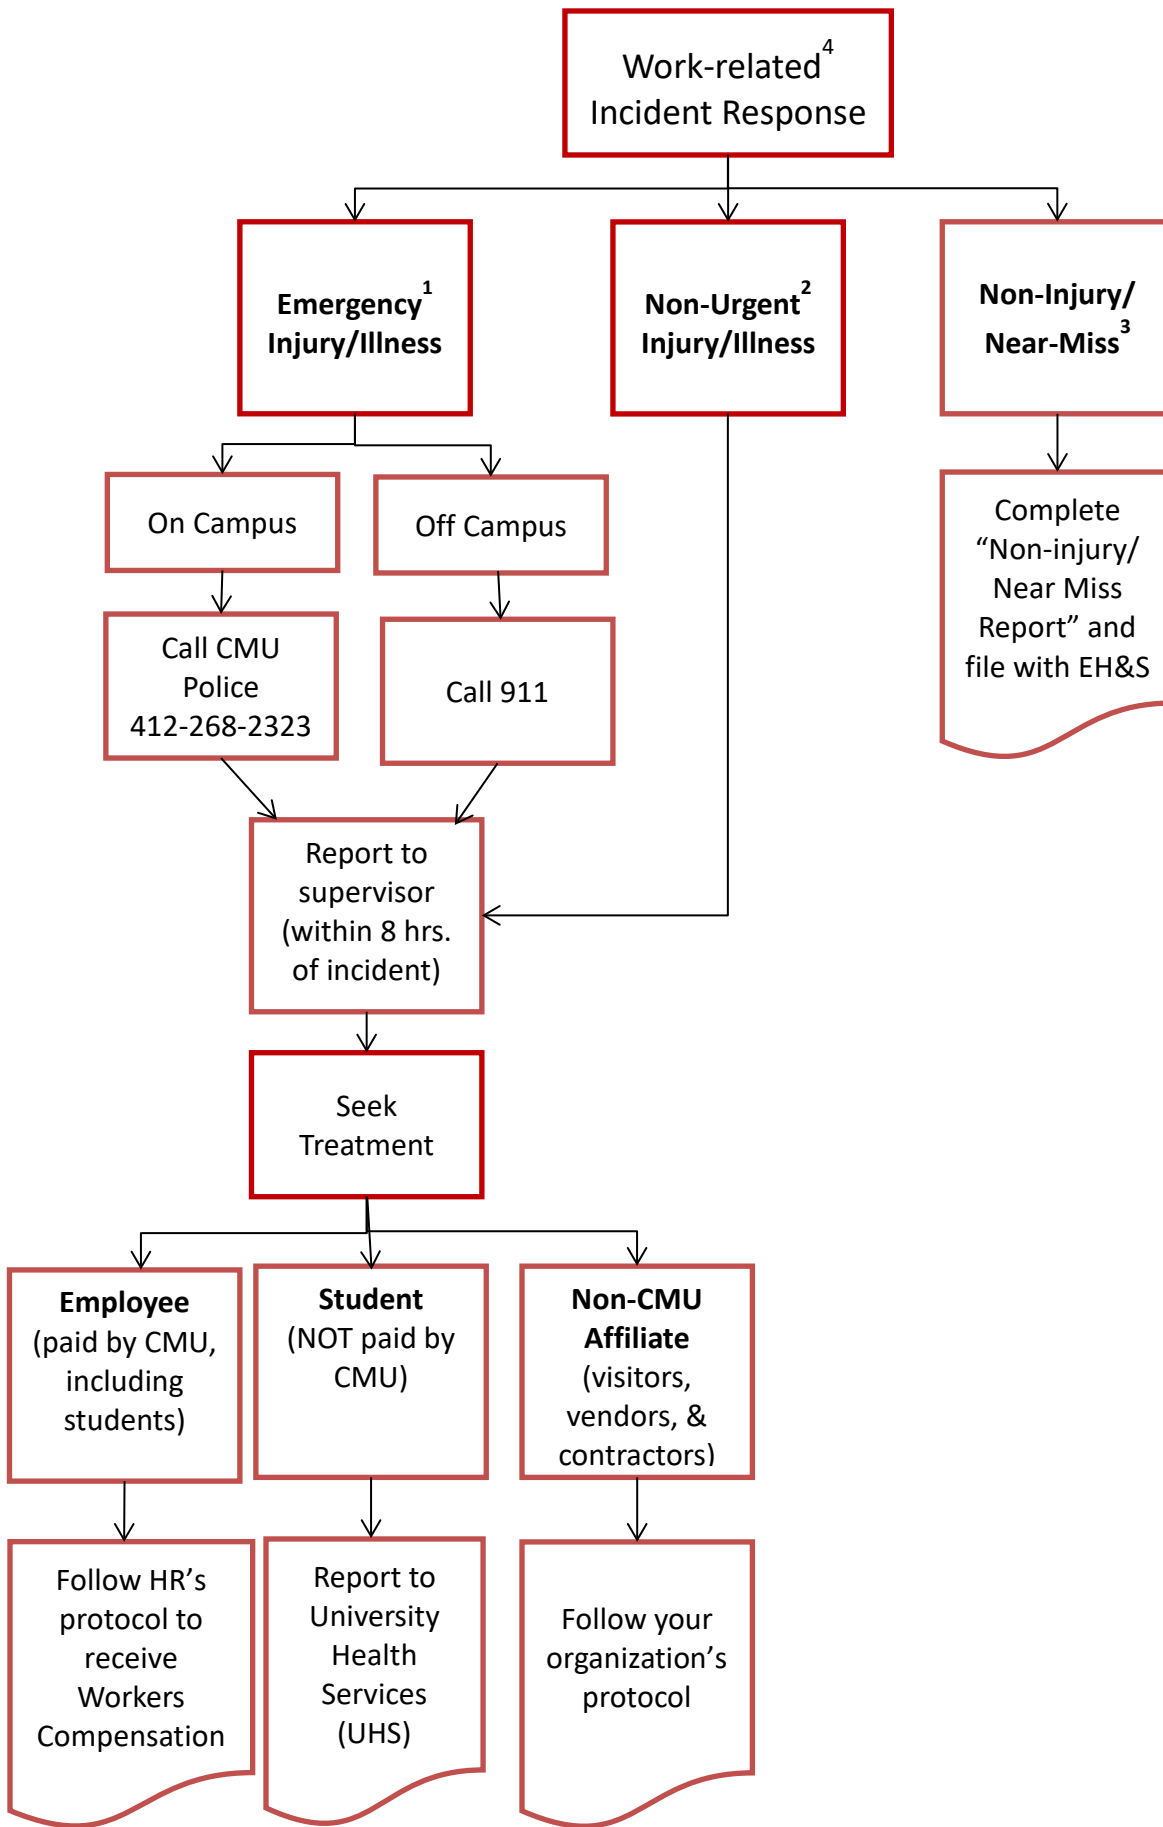 Work-related4
Incident Response
Emergency1
Injury/Illness
Non-Urgent2
Injury/Illness
Non-Injury/
Near-Miss3
On Campus
Off Campus
Complete
“Non-injury/
Near Miss
Report” and
file with EH&S
Call CMU
Police
412-268-2323
Call 911
Report to
supervisor
(within 8 hrs.
of incident)
Seek
Treatment
Employee
(paid by CMU,
including
students)
Student
(NOT paid by
CMU)
Non-CMU
Affiliate
(visitors,
vendors, &
contractors)
Follow HR’s
protocol to
receive
Workers
Compensation
Report to
University
Health
Services
(UHS)
Follow your
organization’s
protocol